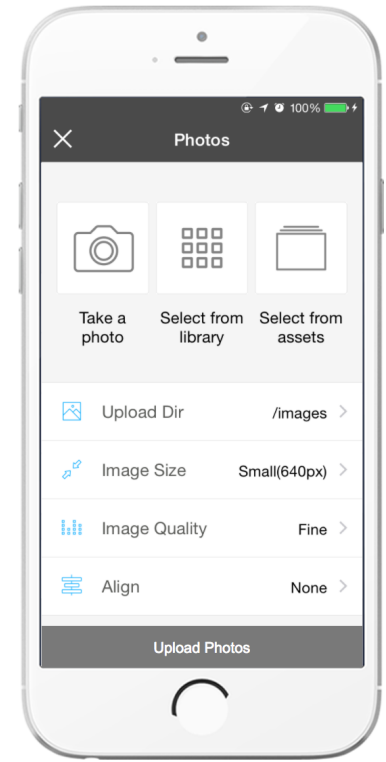 100%
Photos
Take a
photo
Select from
library
Select from
assets
Upload Dir
/images
Image Size
Small(640px)
Image Quality
Fine
Align
None
Upload Photos